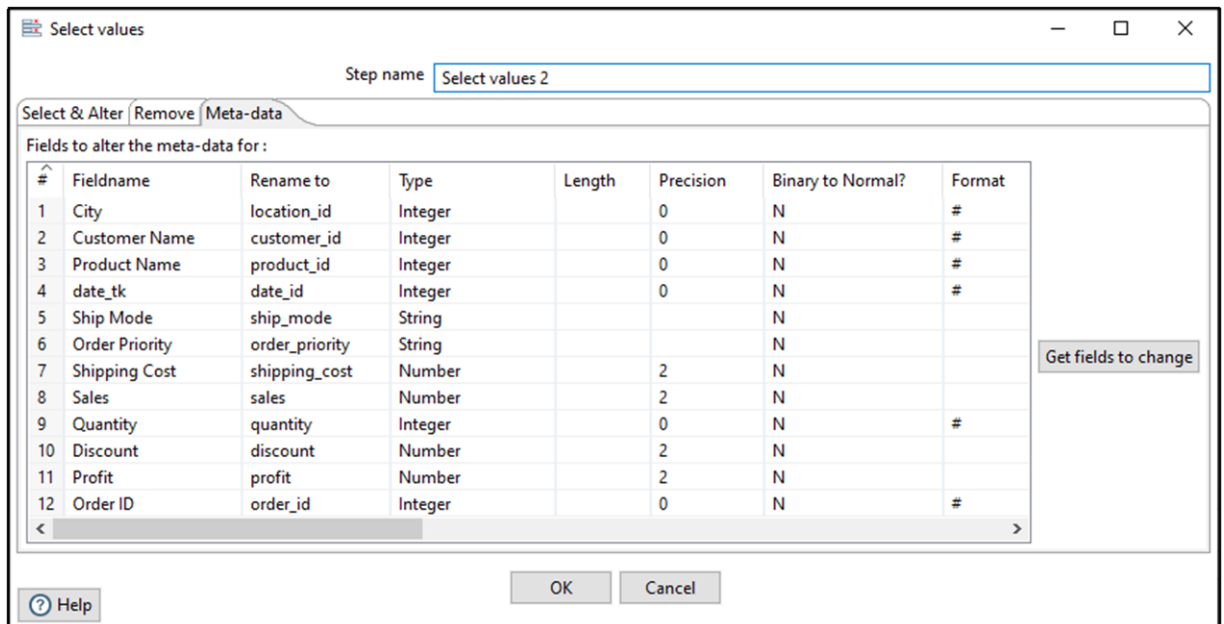 Select values
Step name Select values 2
Select & Alter Remove Meta-data
Fields to alter the meta-data for :
# Fieldname Rename to Type Length Precision Binary to Normal? Format
1 City location_id Integer 0 N #
2 Customer Name customer_id Integer 0 N #
3 Product Name product_id Integer 0 N #
4 date_tk date_id Integer 0 N #
5 Ship Mode ship_mode String N
6 Order Priority order_priority String N
7 Shipping Cost shipping_cost Number 2 N
8 Sales sales Number 2 N
9 Quantity quantity Integer 0 N #
10 Discount discount Number 2 N
11 Profit profit Number 2 N
12 Order ID order_id Integer 0 N #
Get fields to change
OK Cancel
Help